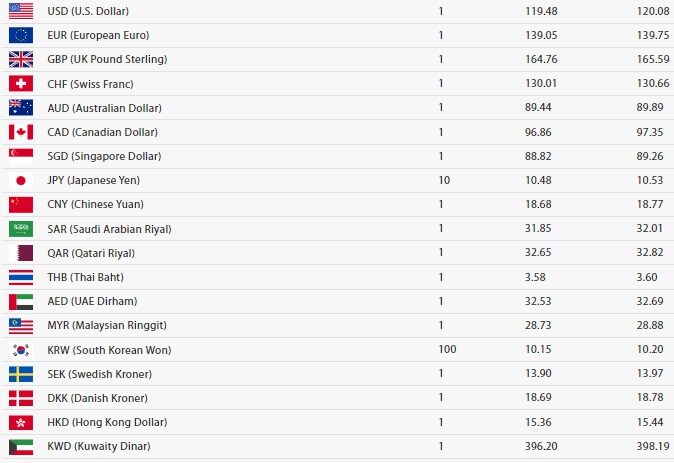 USD (U.S. Dollar) 1 119.48 120.08
EUR (European Euro) 1 139.05 139.75
GBP (UK Pound Sterling) 1 164.76 165.59
CHF (Swiss Franc) 1 130.01 130.66
AUD (Australian Dollar) 1 89.44 89.89
CAD (Canadian Dollar) 1 96.86 97.35
SGD (Singapore Dollar) 1 88.82 89.26
JPY (Japanese Yen) 10 10.48 10.53
CNY (Chinese Yuan) 1 18.68 18.77
SAR (Saudi Arabian Riyal) 1 31.85 32.01
QAR (Qatari Riyal) 1 32.65 32.82
THB (Thai Baht) 1 3.58 3.60
AED (UAE Dirham) 1 32.53 32.69
MYR (Malaysian Ringgit) 1 28.73 28.88
KRW (South Korean Won) 100 10.15 10.20
SEK (Swedish Kroner) 1 13.90 13.97
DKK (Danish Kroner) 1 18.69 18.78
HKD (Hong Kong Dollar) 1 15.36 15.44
KWD (Kuwaity Dinar) 1 396.20 398.19